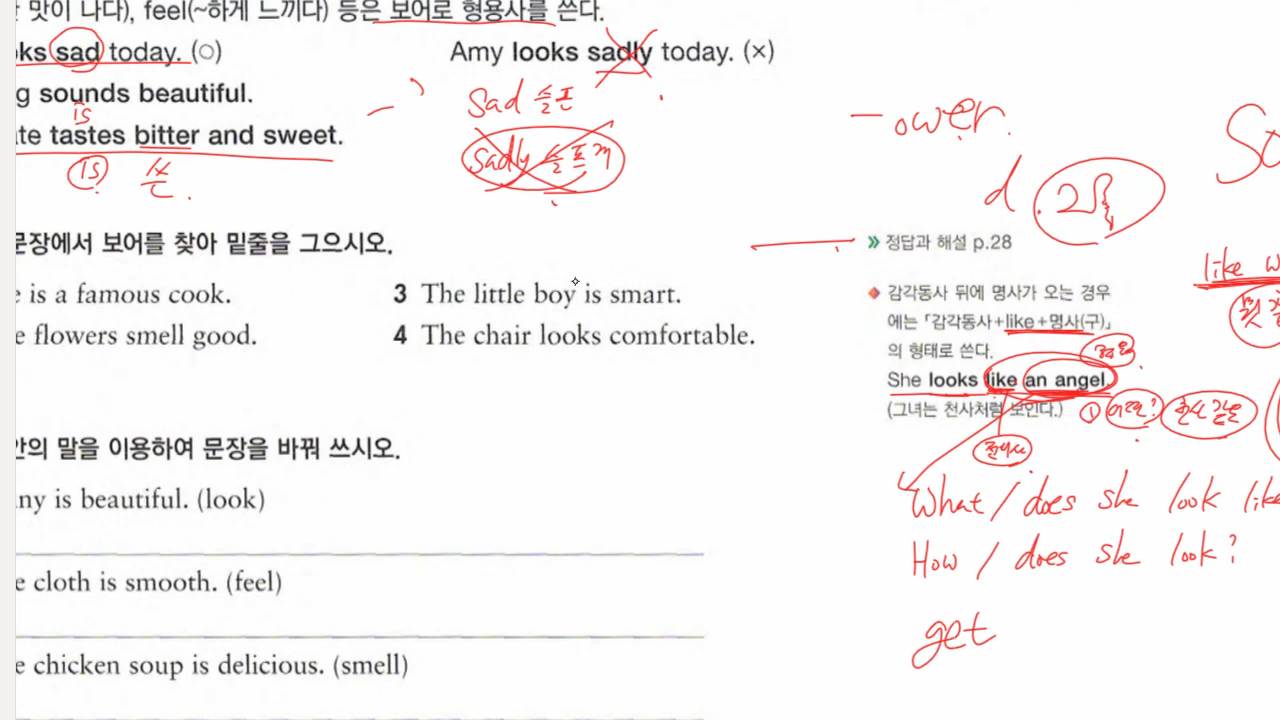 맛이 나다), feel(~하게 느끼다) 등은 보어로 형용사를 쓴다.
oks sad today. (○)
Amy looks sadly today. (×)
g sounds beautiful.
is
sad 슬픈
te tastes bitter and sweet.
sadly 슬프게
is 쓴
ower.
d
문장에서 보어를 찾아 밑줄을 그으시오.
e is a famous cook.
3 The little boy is smart.
e flowers smell good.
4 The chair looks comfortable.
» 정답과 해설 p.28
like w
감각동사 뒤에 명사가 오는 경우
에는 「감각동사+like+명사(구)」
의 형태로 쓴다.
She looks like an angel.
(그녀는 천사처럼 보인다.)
전치사
What / does she look like
How / does she look?
get
안의 말을 이용하여 문장을 바꿔 쓰시오.
ny is beautiful. (look)
e cloth is smooth. (feel)
e chicken soup is delicious. (smell)